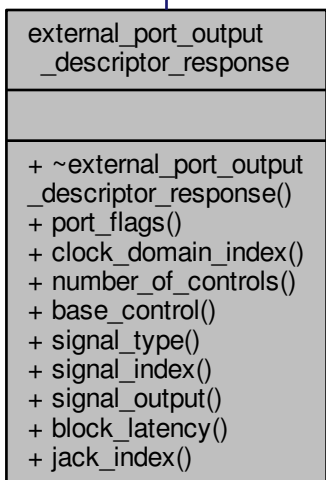 external_port_output
_descriptor_response
+ ~external_port_output
_descriptor_response()
+ port_flags()
+ clock_domain_index()
+ number_of_controls()
+ base_control()
+ signal_type()
+ signal_index()
+ signal_output()
+ block_latency()
+ jack_index()